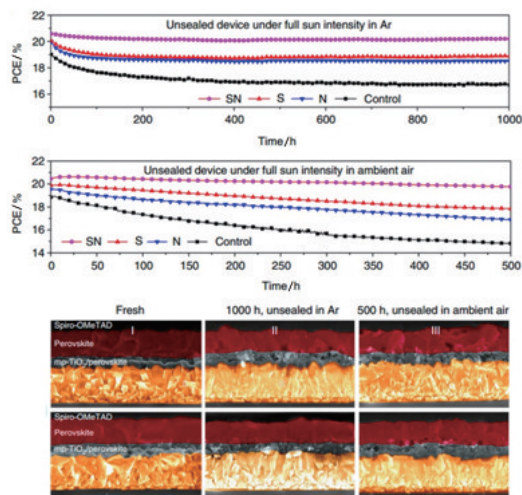 Unsealed device under full sun intensity in Ar
PCE/ %
22
20
18
16
SN
S
N
Control
0
200
400
600
800
1000
Time/h
Unsealed device under full sun intensity in ambient air
PCE/ %
22
20
18
16
14
SN
S
N
Control
0
50
100
150
200
250
300
350
400
450
500
Time/h
Fresh
1000 h, unsealed in Ar
500 h, unsealed in ambient air
Spiro-OMeTAD
I
II
III
Perovskite
mp-TiO₂/perovskite
Spiro-OMeTAD
Perovskite
mp-TiO₂/perovskite